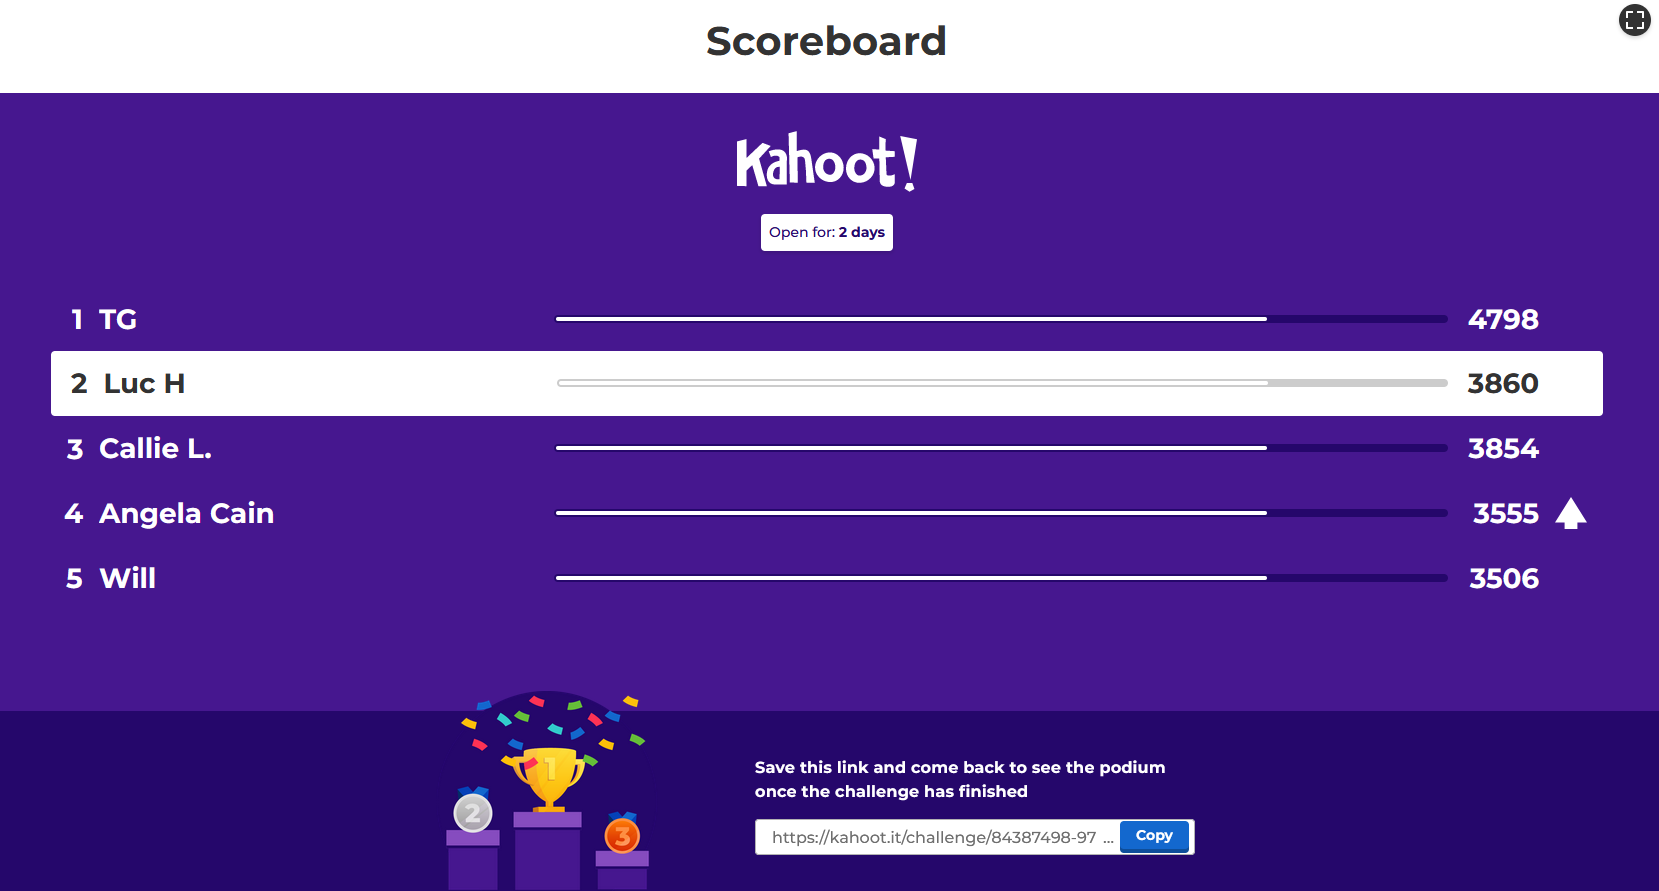 Scoreboard
Kahoot!
Open for: 2 days
1 TG 4798
2 Luc H 3860
3 Callie L. 3854
4 Angela Cain 3555
5 Will 3506
1
2
3
Save this link and come back to see the podium
once the challenge has finished
https://kahoot.it/challenge/84387498-97 ... Copy